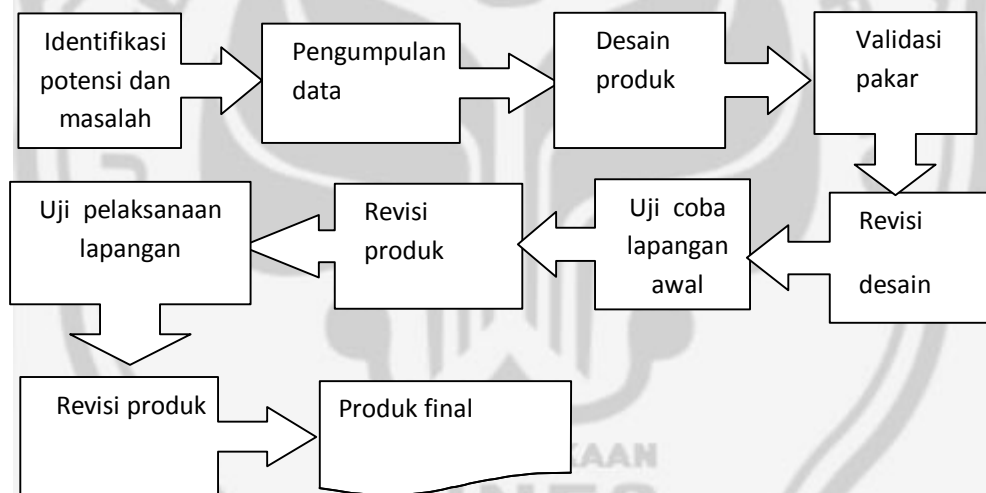 Identifikasi
potensi dan
masalah
Pengumpulan
data
Desain
produk
Validasi
pakar
Revisi
desain
Uji coba
lapangan
awal
Revisi
produk
Uji pelaksanaan
lapangan
Revisi produk
Produk final